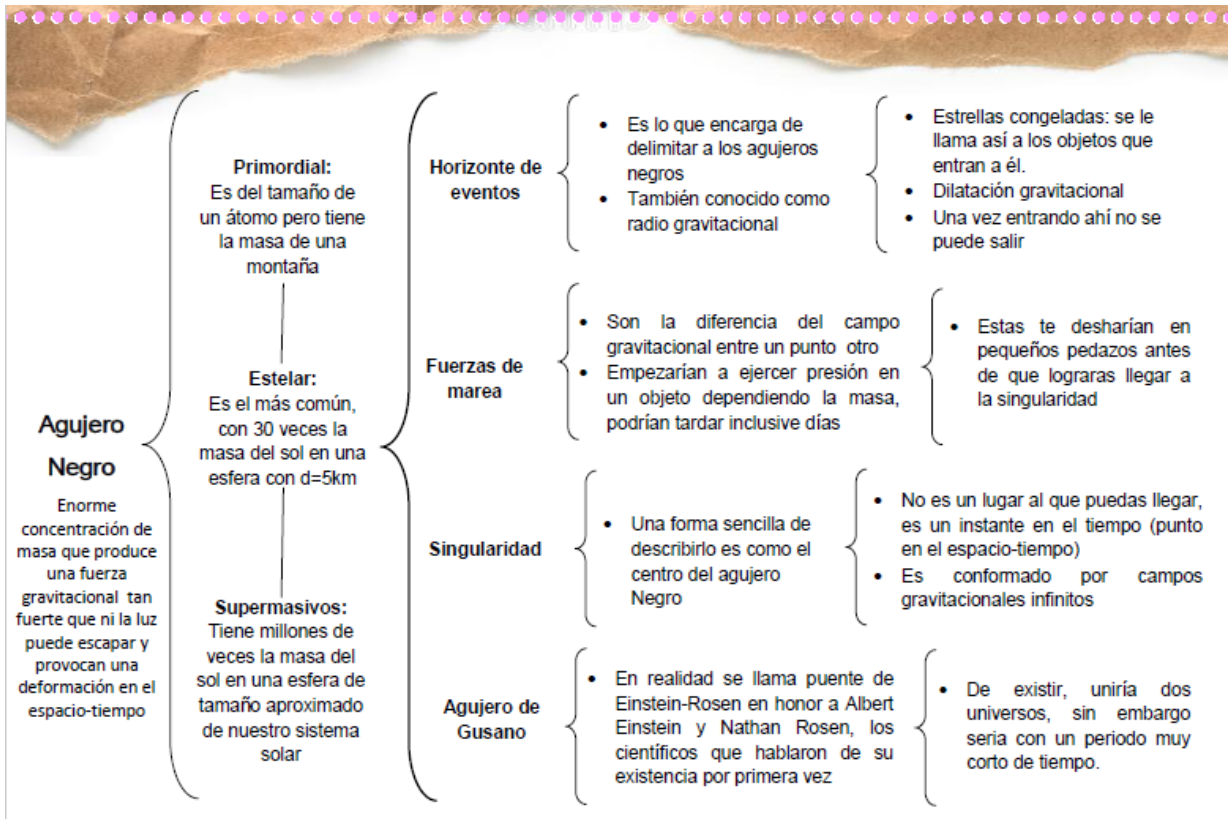 Agujero
Negro
Enorme
concentración de
masa que produce
una fuerza
gravitacional tan
fuerte que ni la luz
puede escapar y
provocan una
deformación en el
espacio-tiempo
Primordial:
Es del tamaño de
un átomo pero tiene
la masa de una
montaña
Estelar:
Es el más común,
con 30 veces la
masa del sol en una
esfera con d=5km
Supermasivos:
Tiene millones de
veces la masa del
sol en una esfera de
tamaño aproximado
de nuestro sistema
solar
Horizonte de
eventos
• Es lo que encarga de
delimitar a los agujeros
negros
• También conocido como
radio gravitacional
• Estrellas congeladas: se le
llama así a los objetos que
entran a él.
• Dilatación gravitacional
• Una vez entrando ahí no se
puede salir
Fuerzas de
marea
• Son la diferencia del campo
gravitacional entre un punto otro
• Empezarían a ejercer presión en
un objeto dependiendo la masa,
podrían tardar inclusive días
• Estas te desharían en
pequeños pedazos antes
de que lograras llegar a
la singularidad
Singularidad
• Una forma sencilla de
describirlo es como el
centro del agujero
Negro
• No es un lugar al que puedas llegar,
es un instante en el tiempo (punto
en el espacio-tiempo)
• Es conformado por campos
gravitacionales infinitos
Agujero de
Gusano
• En realidad se llama puente de
Einstein-Rosen en honor a Albert
Einstein y Nathan Rosen, los
científicos que hablaron de su
existencia por primera vez
• De existir, uniría dos
universos, sin embargo
seria con un periodo muy
corto de tiempo.